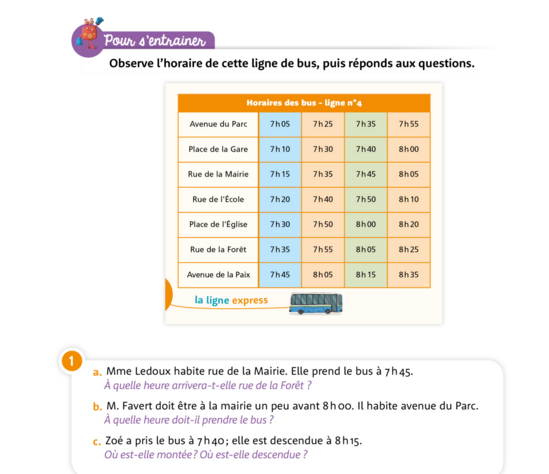 Pour s'entrainer
Observe l'horaire de cette ligne de bus, puis réponds aux questions.
Horaires des bus - ligne n°4
Avenue du Parc 7h05 7h25 7h35 7h55
Place de la Gare 7h10 7h30 7h40 8h00
Rue de la Mairie 7h15 7h35 7h45 8h05
Rue de l'École 7h20 7h40 7h50 8h10
Place de l'Église 7h30 7h50 8h00 8h20
Rue de la Forêt 7h35 7h55 8h05 8h25
Avenue de la Paix 7h45 8h05 8h15 8h35
la ligne express
1
a. Mme Ledoux habite rue de la Mairie. Elle prend le bus à 7h45.
À quelle heure arrivera-t-elle rue de la Forêt ?
b. M. Favert doit être à la mairie un peu avant 8h00. Il habite avenue du Parc.
À quelle heure doit-il prendre le bus ?
c. Zoé a pris le bus à 7h40; elle est descendue à 8h15.
Où est-elle montée? Où est-elle descendue ?